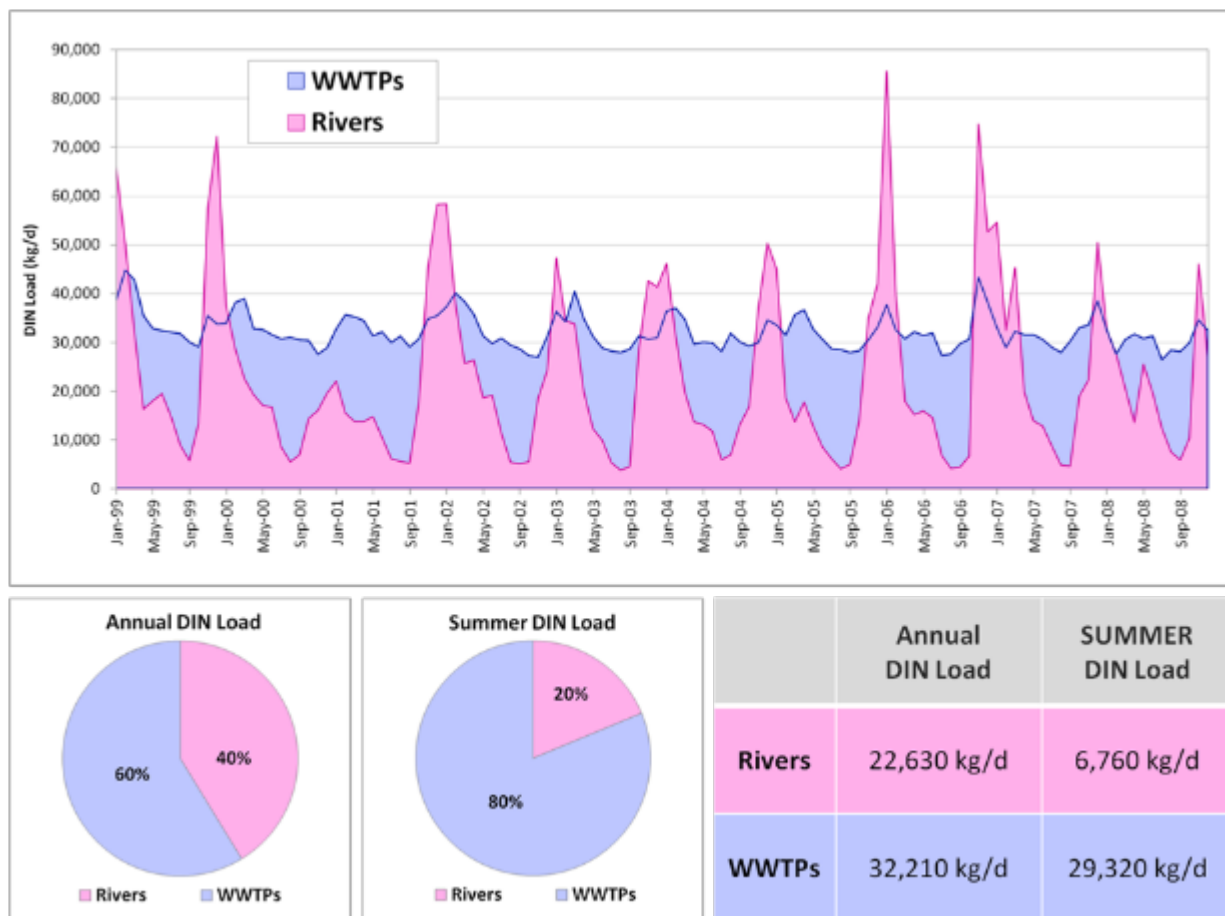 90,000
80,000
70,000
60,000
50,000
40,000
30,000
20,000
10,000
0
DIN Load (kg/d)
WWTPs
Rivers
Jan-99
May-99
Sep-99
Jan-00
May-00
Sep-00
Jan-01
May-01
Sep-01
Jan-02
May-02
Sep-02
Jan-03
May-03
Sep-03
Jan-04
May-04
Sep-04
Jan-05
May-05
Sep-05
Jan-06
May-06
Sep-06
Jan-07
May-07
Sep-07
Jan-08
May-08
Sep-08
Annual DIN Load
60%
40%
Rivers WWTPs
Summer DIN Load
20%
80%
Rivers WWTPs
Annual DIN Load
SUMMER DIN Load
Rivers 22,630 kg/d 6,760 kg/d
WWTPs 32,210 kg/d 29,320 kg/d